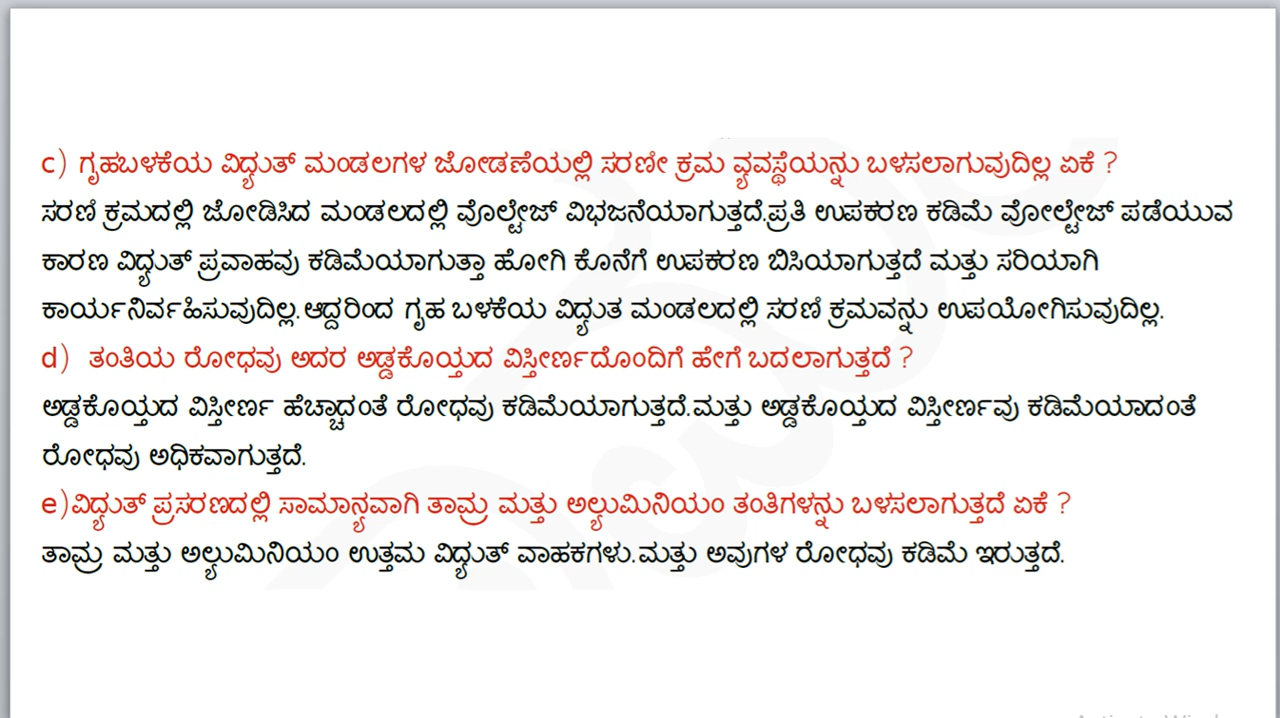 c) ಗೃಹಬಳಕೆಯ ವಿದ್ಯುತ್ ಮಂಡಲಗಳ ಜೋಡಣೆಯಲ್ಲಿ ಸರಣೀ ಕ್ರಮ ವ್ಯವಸ್ಥೆಯನ್ನು ಬಳಸಲಾಗುವುದಿಲ್ಲ ಏಕೆ ?
ಸರಣಿ ಕ್ರಮದಲ್ಲಿ ಜೋಡಿಸಿದ ಮಂಡಲದಲ್ಲಿ ವೊಲ್ಟೇಜ್ ವಿಭಜನೆಯಾಗುತ್ತದೆ.ಪ್ರತಿ ಉಪಕರಣ ಕಡಿಮೆ ವೋಲ್ಟೇಜ್ ಪಡೆಯುವ
ಕಾರಣ ವಿದ್ಯುತ್ ಪ್ರವಾಹವು ಕಡಿಮೆಯಾಗುತ್ತಾ ಹೋಗಿ ಕೊನೆಗೆ ಉಪಕರಣ ಬಿಸಿಯಾಗುತ್ತದೆ ಮತ್ತು ಸರಿಯಾಗಿ
ಕಾರ್ಯನಿರ್ವಹಿಸುವುದಿಲ್ಲ.ಆದ್ದರಿಂದ ಗೃಹ ಬಳಕೆಯ ವಿದ್ಯುತ ಮಂಡಲದಲ್ಲಿ ಸರಣಿ ಕ್ರಮವನ್ನು ಉಪಯೋಗಿಸುವುದಿಲ್ಲ.
d) ತಂತಿಯ ರೋಧವು ಅದರ ಅಡ್ಡಕೊಯ್ತದ ವಿಸ್ತೀರ್ಣದೊಂದಿಗೆ ಹೇಗೆ ಬದಲಾಗುತ್ತದೆ ?
ಅಡ್ಡಕೊಯ್ತದ ವಿಸ್ತೀರ್ಣ ಹೆಚ್ಚಾದಂತೆ ರೋಧವು ಕಡಿಮೆಯಾಗುತ್ತದೆ.ಮತ್ತು ಅಡ್ಡಕೊಯ್ತದ ವಿಸ್ತೀರ್ಣವು ಕಡಿಮೆಯಾದಂತೆ
ರೋಧವು ಅಧಿಕವಾಗುತ್ತದೆ.
e)ವಿದ್ಯುತ್ ಪ್ರಸರಣದಲ್ಲಿ ಸಾಮಾನ್ಯವಾಗಿ ತಾಮ್ರ ಮತ್ತು ಅಲ್ಯುಮಿನಿಯಂ ತಂತಿಗಳನ್ನು ಬಳಸಲಾಗುತ್ತದೆ ಏಕೆ ?
ತಾಮ್ರ ಮತ್ತು ಅಲ್ಯುಮಿನಿಯಂ ಉತ್ತಮ ವಿದ್ಯುತ್ ವಾಹಕಗಳು.ಮತ್ತು ಅವುಗಳ ರೋಧವು ಕಡಿಮೆ ಇರುತ್ತದೆ.